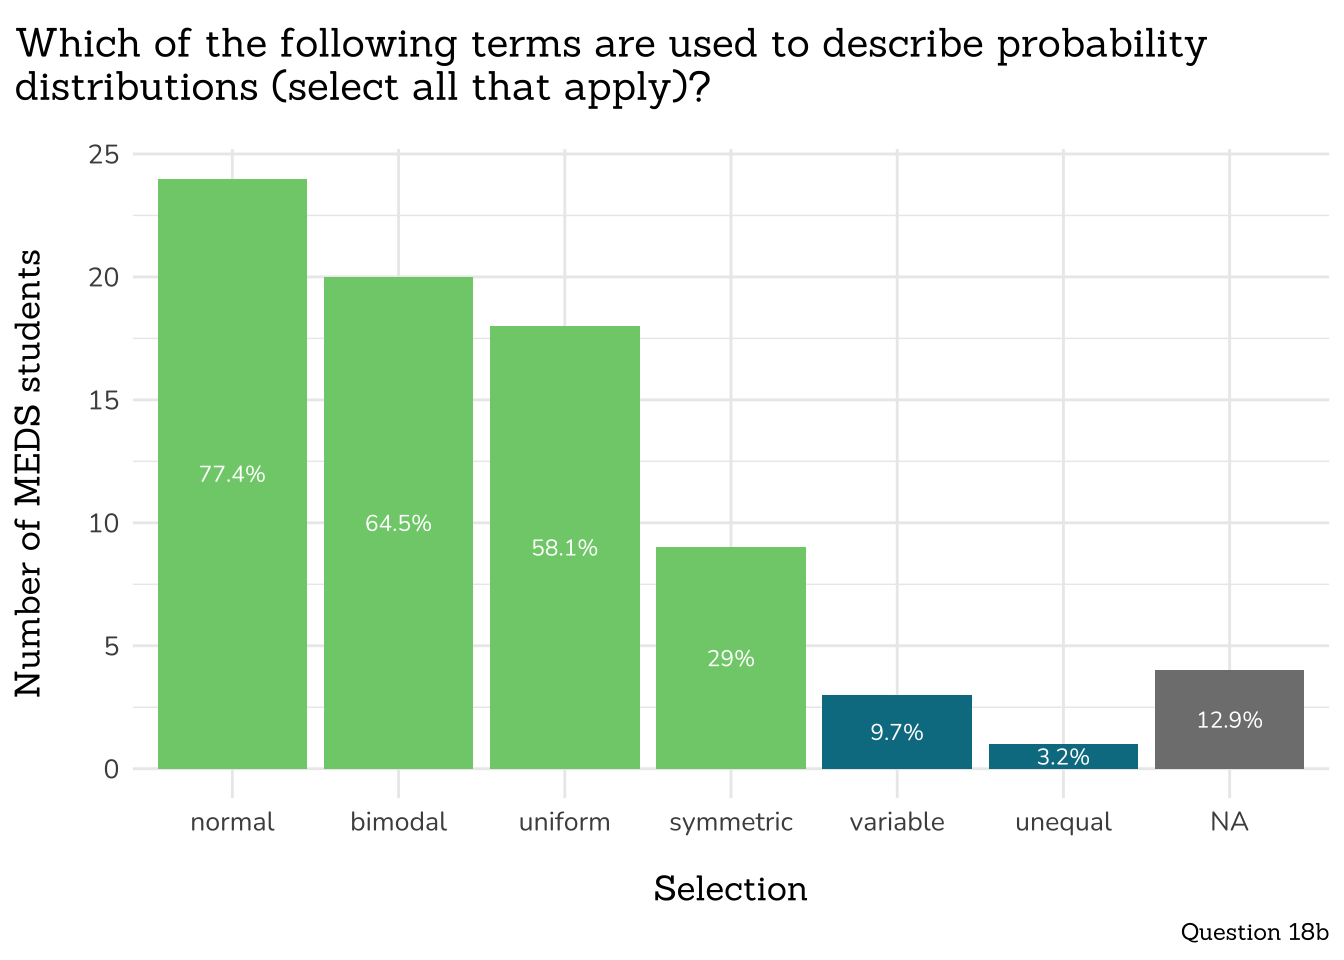 Which of the following terms are used to describe probability
distributions (select all that apply)?
Number of MEDS students
25
20
15
10
5
0
77.4%
64.5%
58.1%
29%
9.7%
3.2%
12.9%
normal bimodal uniform symmetric variable unequal NA
Selection
Question 18b